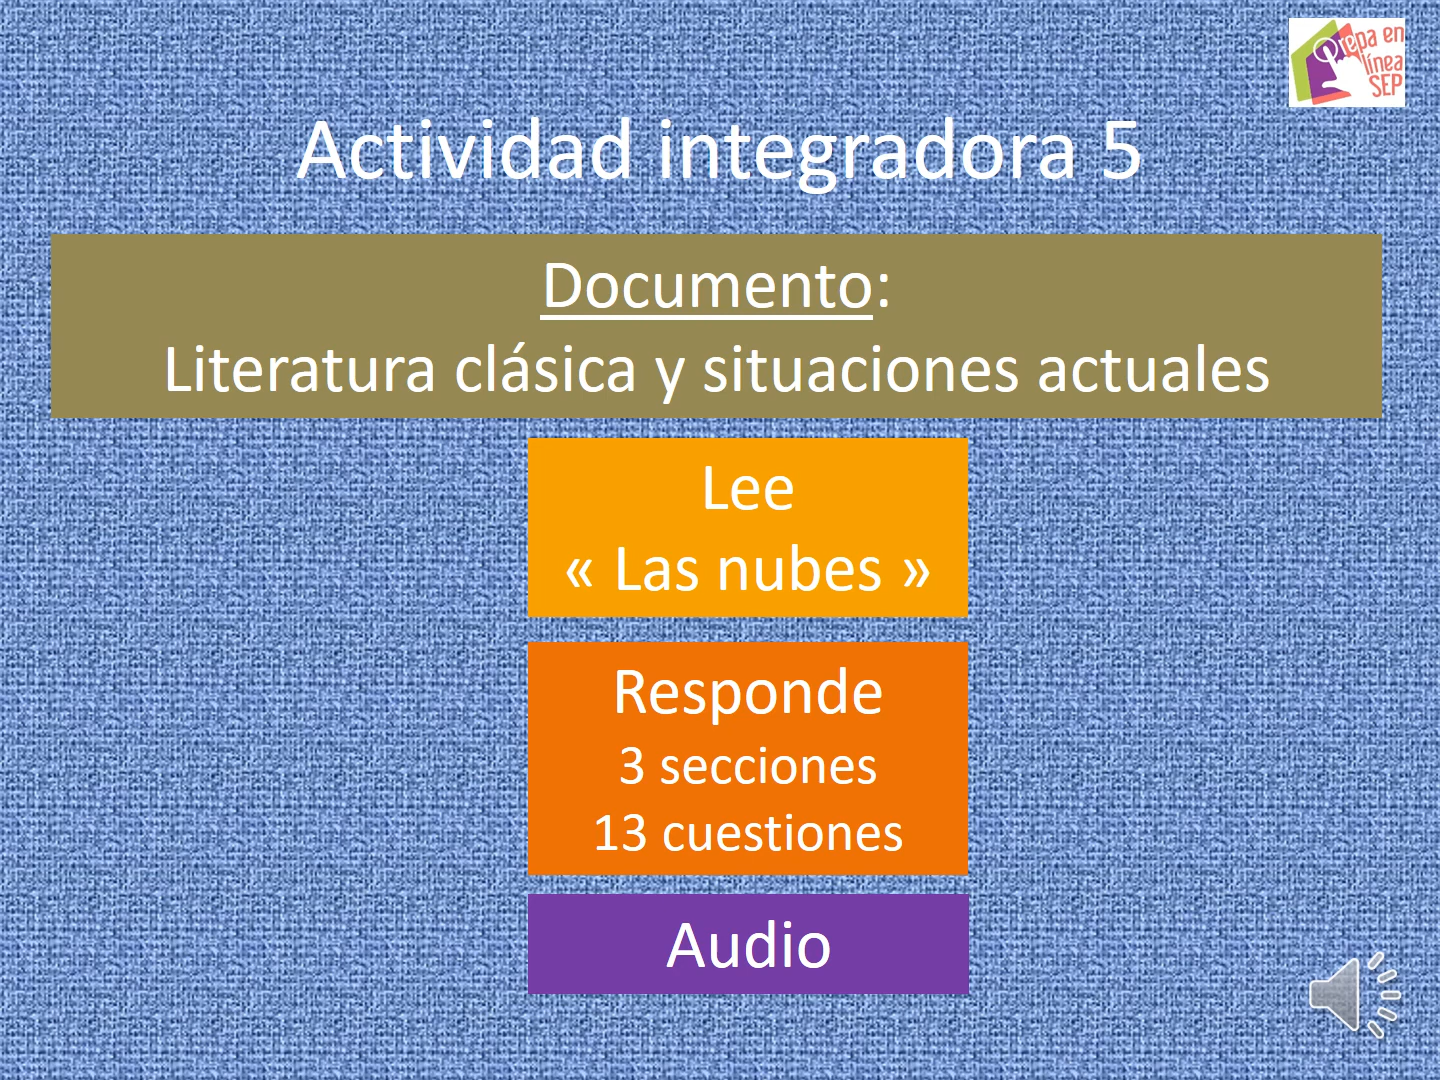 Prepa en
línea
SEP
Actividad integradora 5
Documento:
Literatura clásica y situaciones actuales
Lee
« Las nubes »
Responde
3 secciones
13 cuestiones
Audio